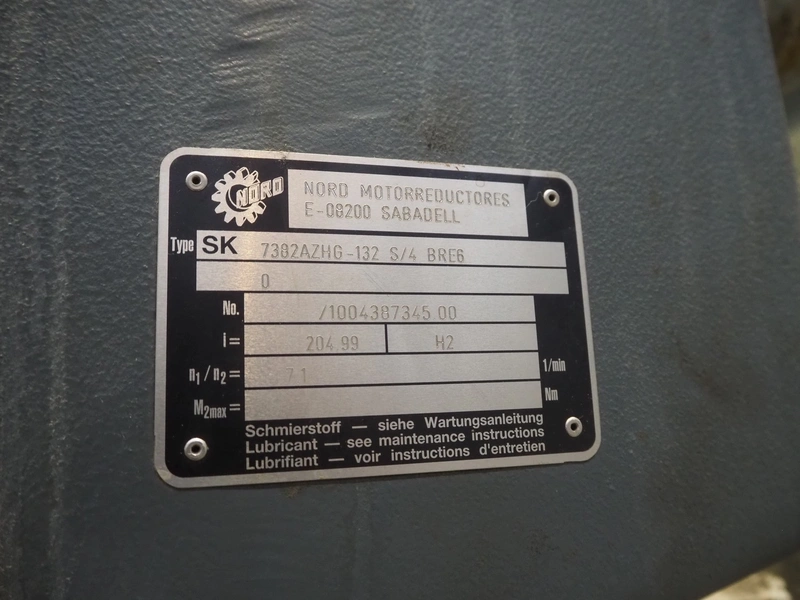 NORD
NORD MOTORREDUCTORES
E-08200 SABADELL
Type SK 7382AZHG-132 S/4 BRE6
0
No. /1004387345 00
i= 204.99 H2
n1/n2= 7.1 1/min
M2max= Nm
Schmierstoff — siehe Wartungsanleitung
Lubricant — see maintenance instructions
Lubrifiant — voir instructions d'entretien